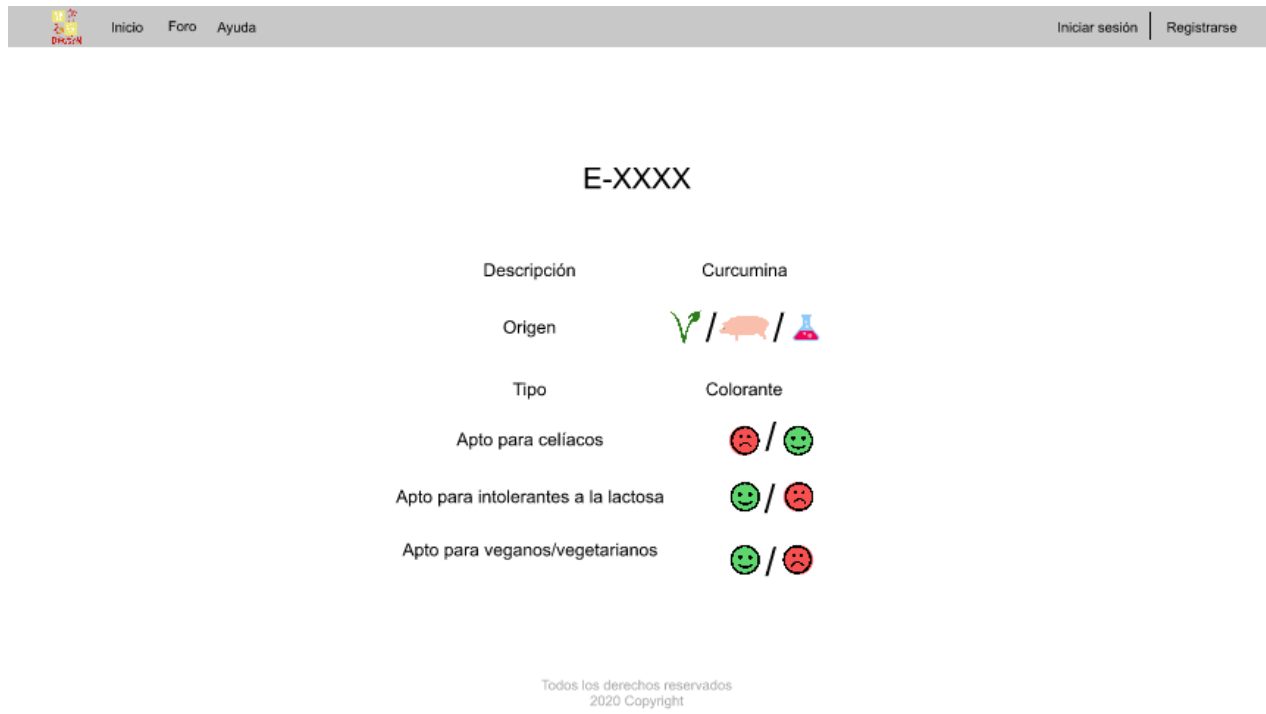 Inicio Foro Ayuda Iniciar sesión Registrarse
E-XXXX
Descripción Curcumina
Origen / /
Tipo Colorante
Apto para celíacos /
Apto para intolerantes a la lactosa /
Apto para veganos/vegetarianos /
Todos los derechos reservados
2020 Copyright